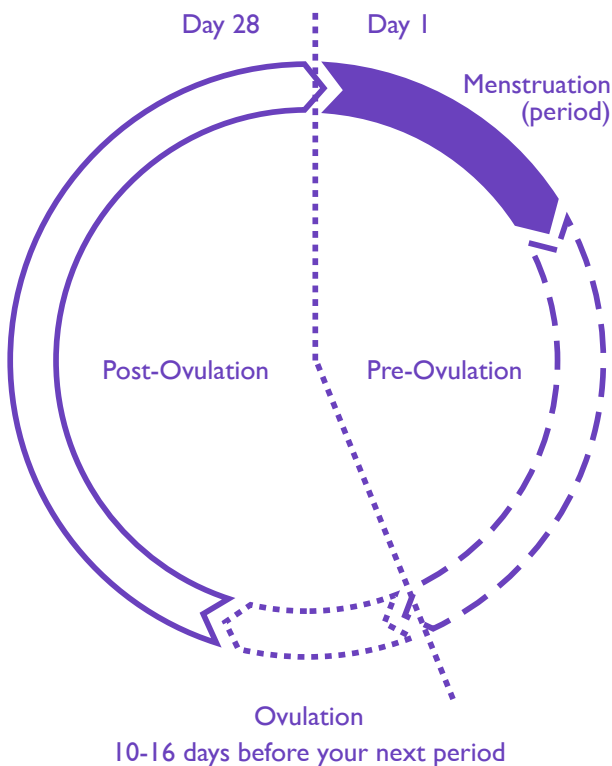 Day 28
Day 1
Menstruation
(period)
Post-Ovulation
Pre-Ovulation
Ovulation
10-16 days before your next period